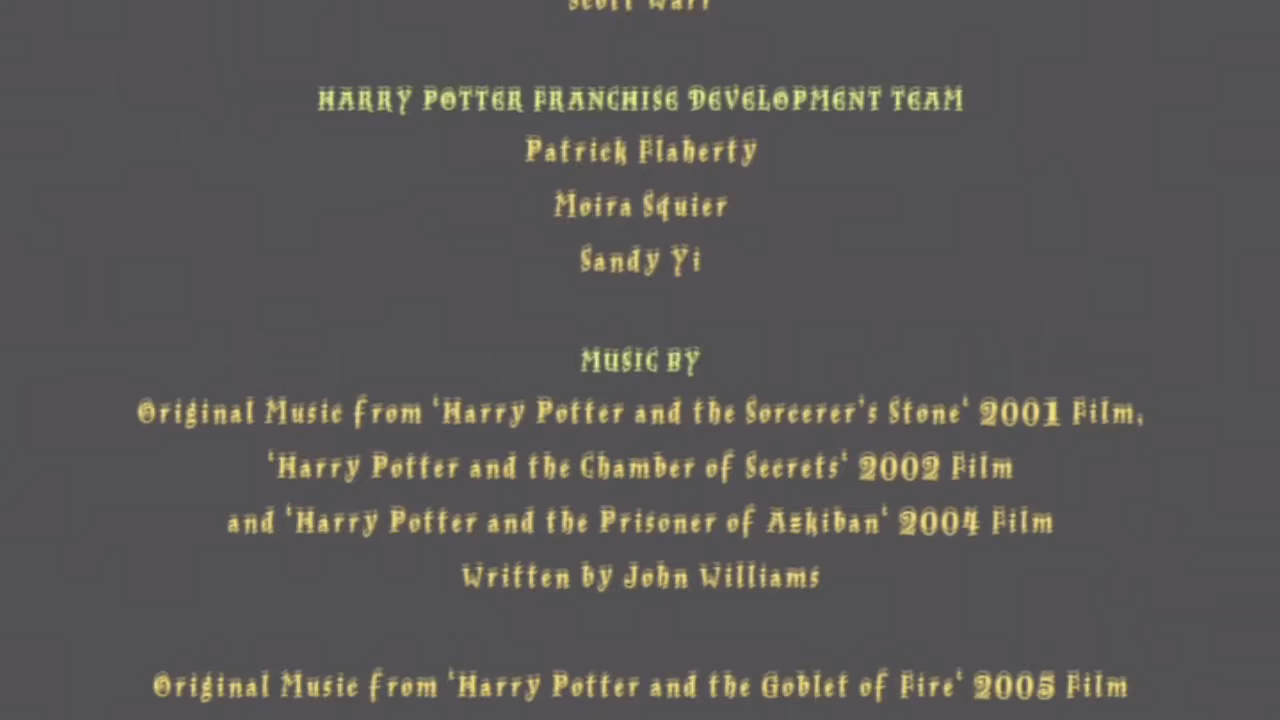 Scott Warr
HARRY POTTER FRANCHISE DEVELOPMENT TEAM
Patrick Flaherty
Moira Squier
Sandy Yi
MUSIC BY
Original Music from 'Harry Potter and the Sorcerer's Stone' 2001 Film,
'Harry Potter and the Chamber of Secrets' 2002 Film
and 'Harry Potter and the Prisoner of Azkiban' 2004 Film
Written by John Williams
Original Music from 'Harry Potter and the Goblet of Fire' 2005 Film